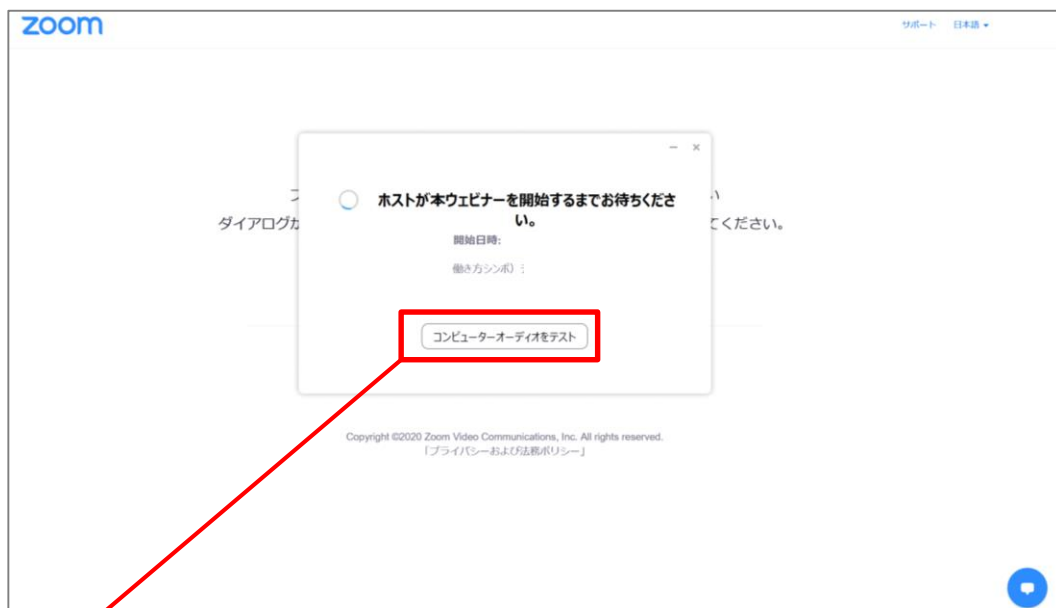 zoom
サポート 日本語
ホストが本ウェビナーを開始するまでお待ちくださ
い。
ダイアログが
てください。
開始日時:
働き方シンポ
コンピューターオーディオをテスト
Copyright ©2020 Zoom Video Communications, Inc. All rights reserved.
「プライバシーおよび法務ポリシー」